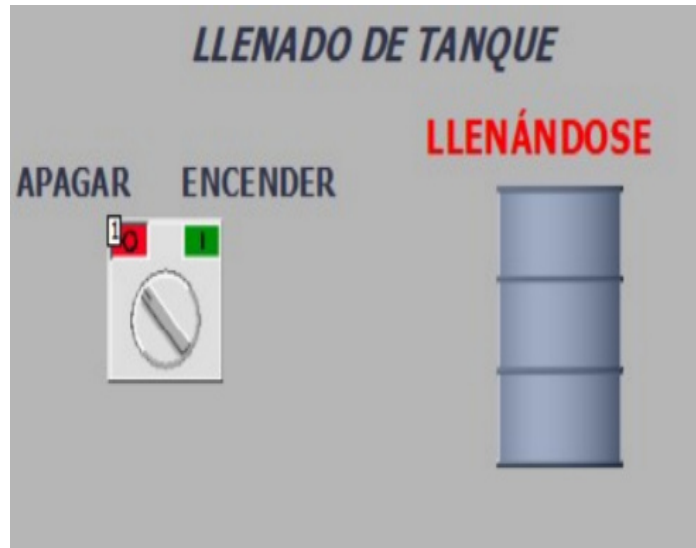 LLENADO DE TANQUE
LLENÁNDOSE
APAGAR ENCENDER
1 O I